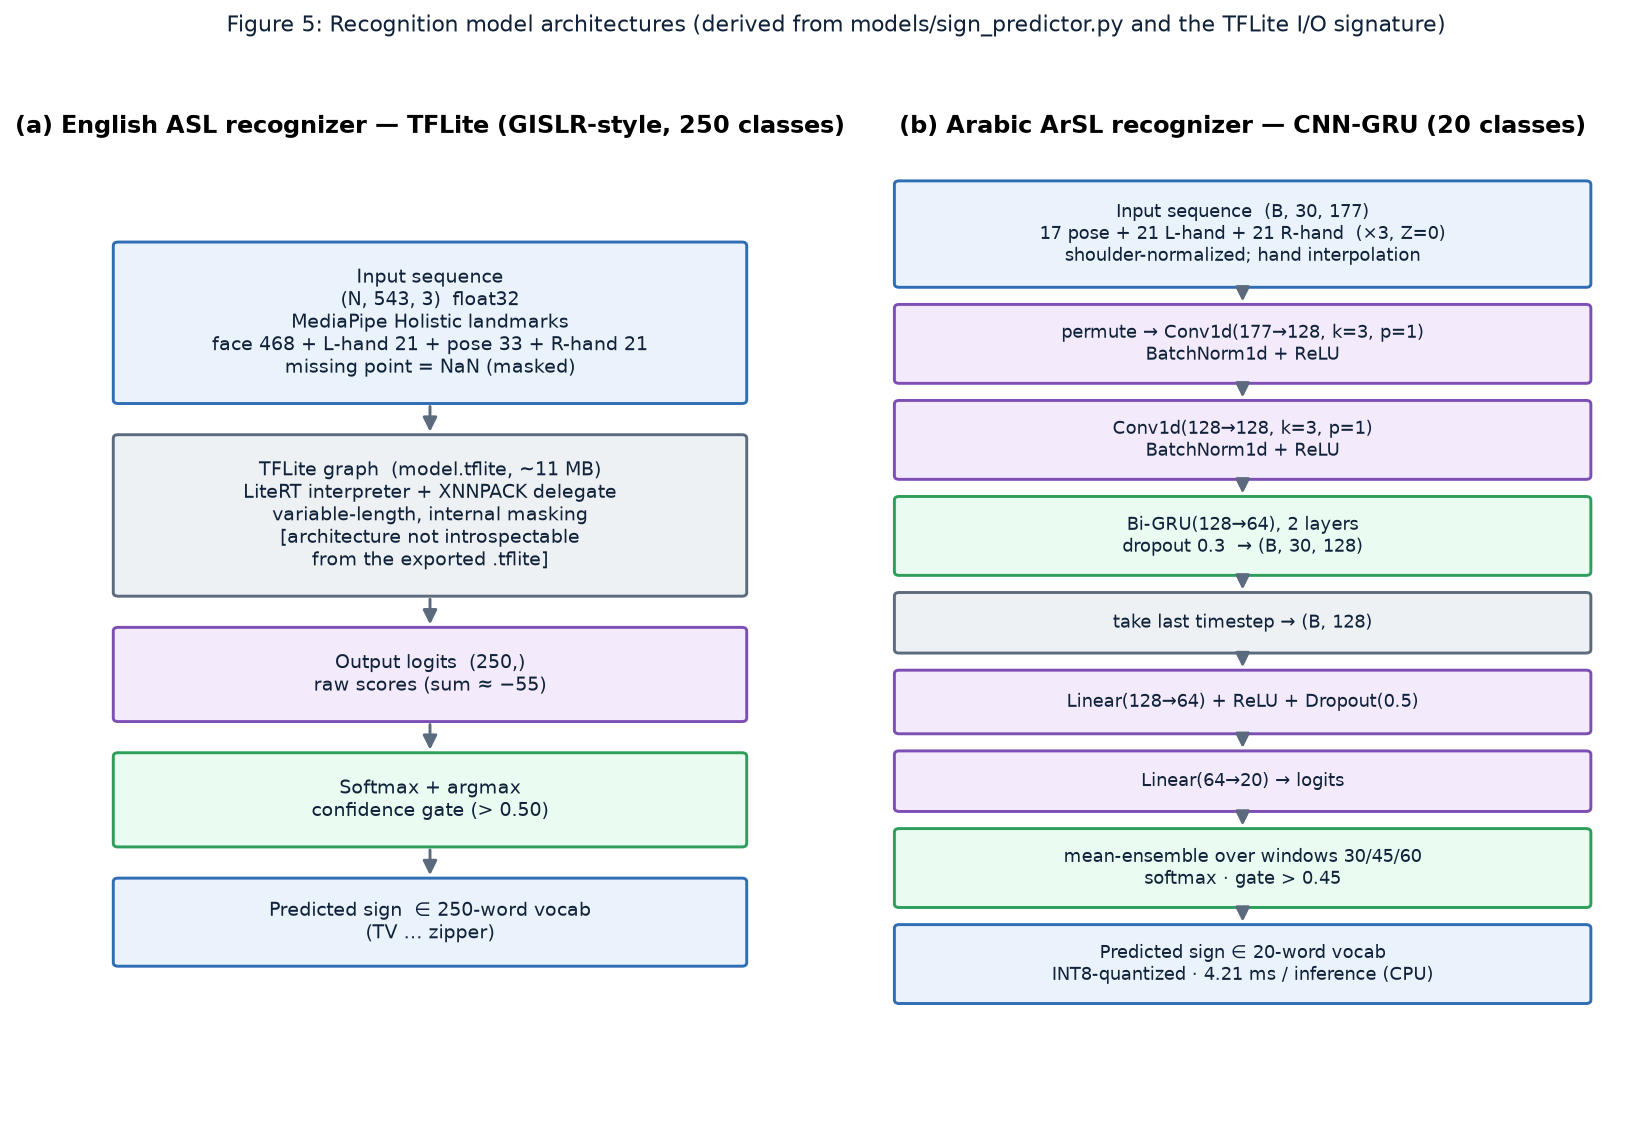 Figure 5: Recognition model architectures (derived from models/sign_predictor.py and the TFLite I/O signature)
(a) English ASL recognizer — TFLite (GISLR-style, 250 classes)
Input sequence
(N, 543, 3)  float32
MediaPipe Holistic landmarks
face 468 + L-hand 21 + pose 33 + R-hand 21
missing point = NaN (masked)
TFLite graph  (model.tflite, ~11 MB)
LiteRT interpreter + XNNPACK delegate
variable-length, internal masking
[architecture not introspectable
from the exported .tflite]
Output logits  (250,)
raw scores (sum ≈ −55)
Softmax + argmax
confidence gate (> 0.50)
Predicted sign  ∈ 250-word vocab
(TV … zipper)
(b) Arabic ArSL recognizer — CNN-GRU (20 classes)
Input sequence  (B, 30, 177)
17 pose + 21 L-hand + 21 R-hand  (×3, Z=0)
shoulder-normalized; hand interpolation
permute → Conv1d(177→128, k=3, p=1)
BatchNorm1d + ReLU
Conv1d(128→128, k=3, p=1)
BatchNorm1d + ReLU
Bi-GRU(128→64), 2 layers
dropout 0.3  → (B, 30, 128)
take last timestep → (B, 128)
Linear(128→64) + ReLU + Dropout(0.5)
Linear(64→20) → logits
mean-ensemble over windows 30/45/60
softmax · gate > 0.45
Predicted sign ∈ 20-word vocab
INT8-quantized · 4.21 ms / inference (CPU)